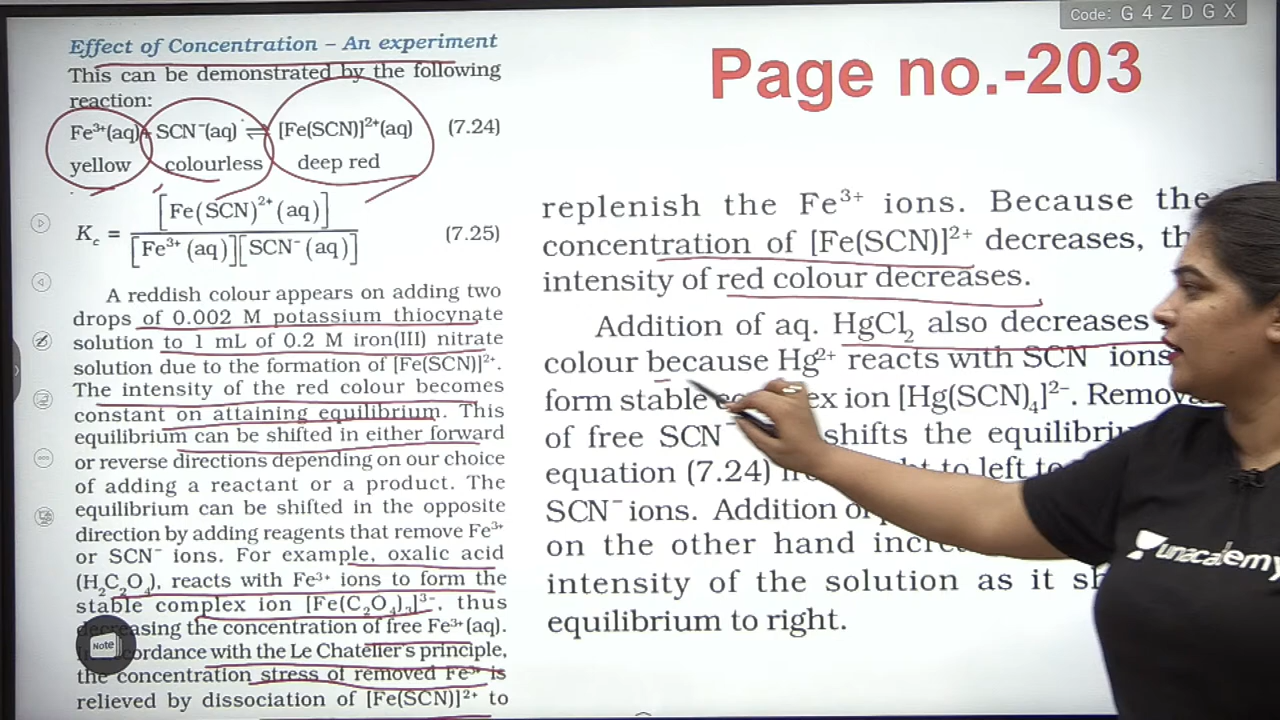 Code: G 4 Z D G X
Effect of Concentration – An experiment
This can be demonstrated by the following
reaction:
Fe³⁺(aq)+ SCN⁻(aq) ⇌ [Fe(SCN)]²⁺(aq) (7.24)
yellow colourless deep red
K_c = [Fe(SCN)²⁺(aq)] / [Fe³⁺(aq)][SCN⁻(aq)] (7.25)
A reddish colour appears on adding two
drops of 0.002 M potassium thiocynate
solution to 1 mL of 0.2 M iron(III) nitrate
solution due to the formation of [Fe(SCN)]²⁺.
The intensity of the red colour becomes
constant on attaining equilibrium. This
equilibrium can be shifted in either forward
or reverse directions depending on our choice
of adding a reactant or a product. The
equilibrium can be shifted in the opposite
direction by adding reagents that remove Fe³⁺
or SCN⁻ ions. For example, oxalic acid
(H₂C₂O₄), reacts with Fe³⁺ ions to form the
stable complex ion [Fe(C₂O₄)₃]³⁻, thus
decreasing the concentration of free Fe³⁺(aq).
accordance with the Le Chatelier's principle,
the concentration stress of removed Fe³⁺ is
relieved by dissociation of [Fe(SCN)]²⁺ to
Note
Page no.-203
replenish the Fe³⁺ ions. Because the
concentration of [Fe(SCN)]²⁺ decreases, th
intensity of red colour decreases.
Addition of aq. HgCl₂ also decreases
colour because Hg²⁺ reacts with SCN⁻ ions
form stable co ex ion [Hg(SCN)₄]²⁻. Remova
of free SCN⁻ shifts the equilibriu
equation (7.24) to left to
SCN⁻ ions. Addition o
on the other hand incre
intensity of the solution as it sh
equilibrium to right.
unacademy